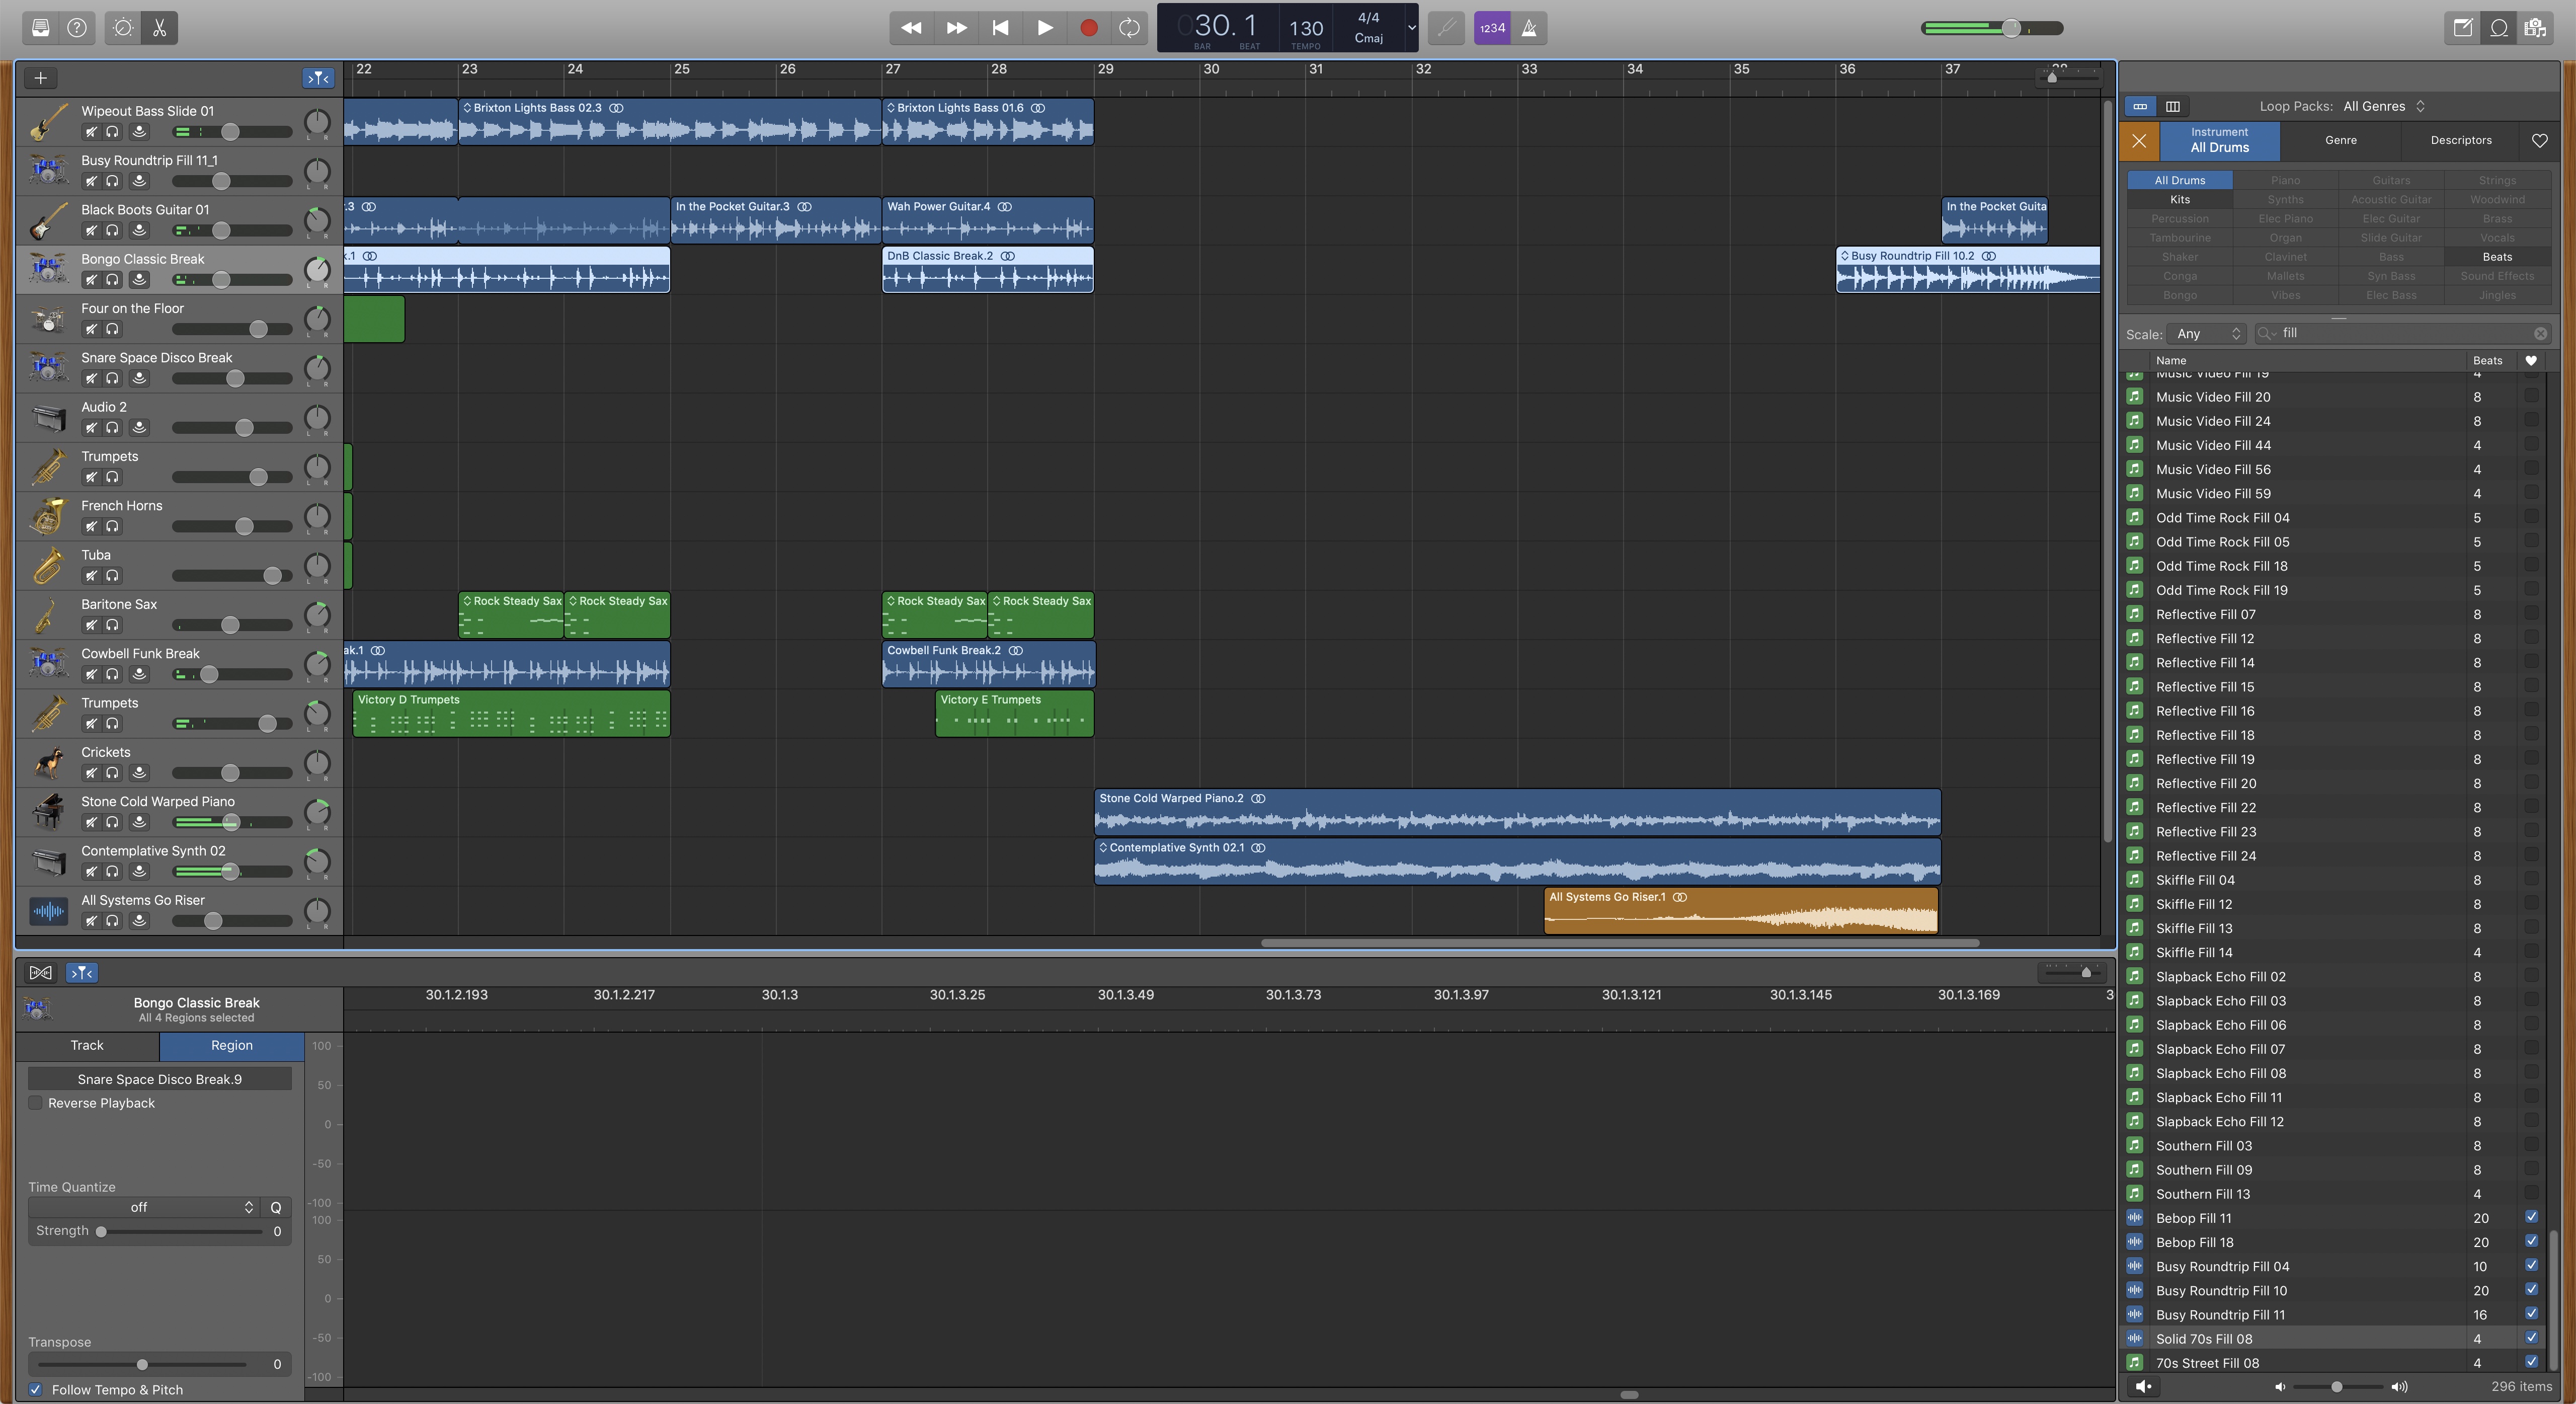 30.1
BAR BEAT
130
TEMPO
4/4
Cmaj
1234
22 23 24 25 26 27 28 29 30 31 32 33 34 35 36 37
Wipeout Bass Slide 01
Brixton Lights Bass 02.3
Brixton Lights Bass 01.6
Busy Roundtrip Fill 11_1
Black Boots Guitar 01
.3
In the Pocket Guitar.3
Wah Power Guitar.4
In the Pocket Guita
Bongo Classic Break
k.1
DnB Classic Break.2
Busy Roundtrip Fill 10.2
Four on the Floor
Snare Space Disco Break
Audio 2
Trumpets
French Horns
Tuba
Baritone Sax
Rock Steady Sax
Rock Steady Sax
Rock Steady Sax
Rock Steady Sax
Cowbell Funk Break
ak.1
Cowbell Funk Break.2
Trumpets
Victory D Trumpets
Victory E Trumpets
Crickets
Stone Cold Warped Piano
Stone Cold Warped Piano.2
Contemplative Synth 02
Contemplative Synth 02.1
All Systems Go Riser
All Systems Go Riser.1
L R
30.1.2.193 30.1.2.217 30.1.3 30.1.3.25 30.1.3.49 30.1.3.73 30.1.3.97 30.1.3.121 30.1.3.145 30.1.3.169 3
Bongo Classic Break
All 4 Regions selected
Track Region
Snare Space Disco Break.9
Reverse Playback
Time Quantize
off
Q
Strength 0
Transpose
0
Follow Tempo & Pitch
100
50
0
-50
-100
100
50
0
-50
-100
Loop Packs: All Genres
Instrument
All Drums
Genre
Descriptors
All Drums Piano Guitars Strings
Kits Synths Acoustic Guitar Woodwind
Percussion Elec Piano Elec Guitar Brass
Tambourine Organ Slide Guitar Vocals
Shaker Clavinet Bass Beats
Conga Mallets Syn Bass Sound Effects
Bongo Vibes Elec Bass Jingles
Scale: Any
fill
Name Beats
Music Video Fill 19 4
Music Video Fill 20 8
Music Video Fill 24 8
Music Video Fill 44 4
Music Video Fill 56 4
Music Video Fill 59 4
Odd Time Rock Fill 04 5
Odd Time Rock Fill 05 5
Odd Time Rock Fill 18 5
Odd Time Rock Fill 19 5
Reflective Fill 07 8
Reflective Fill 12 8
Reflective Fill 14 8
Reflective Fill 15 8
Reflective Fill 16 8
Reflective Fill 18 8
Reflective Fill 19 8
Reflective Fill 20 8
Reflective Fill 22 8
Reflective Fill 23 8
Reflective Fill 24 8
Skiffle Fill 04 8
Skiffle Fill 12 8
Skiffle Fill 13 8
Skiffle Fill 14 4
Slapback Echo Fill 02 8
Slapback Echo Fill 03 8
Slapback Echo Fill 06 8
Slapback Echo Fill 07 8
Slapback Echo Fill 08 8
Slapback Echo Fill 11 8
Slapback Echo Fill 12 8
Southern Fill 03 8
Southern Fill 09 8
Southern Fill 13 4
Bebop Fill 11 20
Bebop Fill 18 20
Busy Roundtrip Fill 04 10
Busy Roundtrip Fill 10 20
Busy Roundtrip Fill 11 16
Solid 70s Fill 08 4
70s Street Fill 08 4
296 items